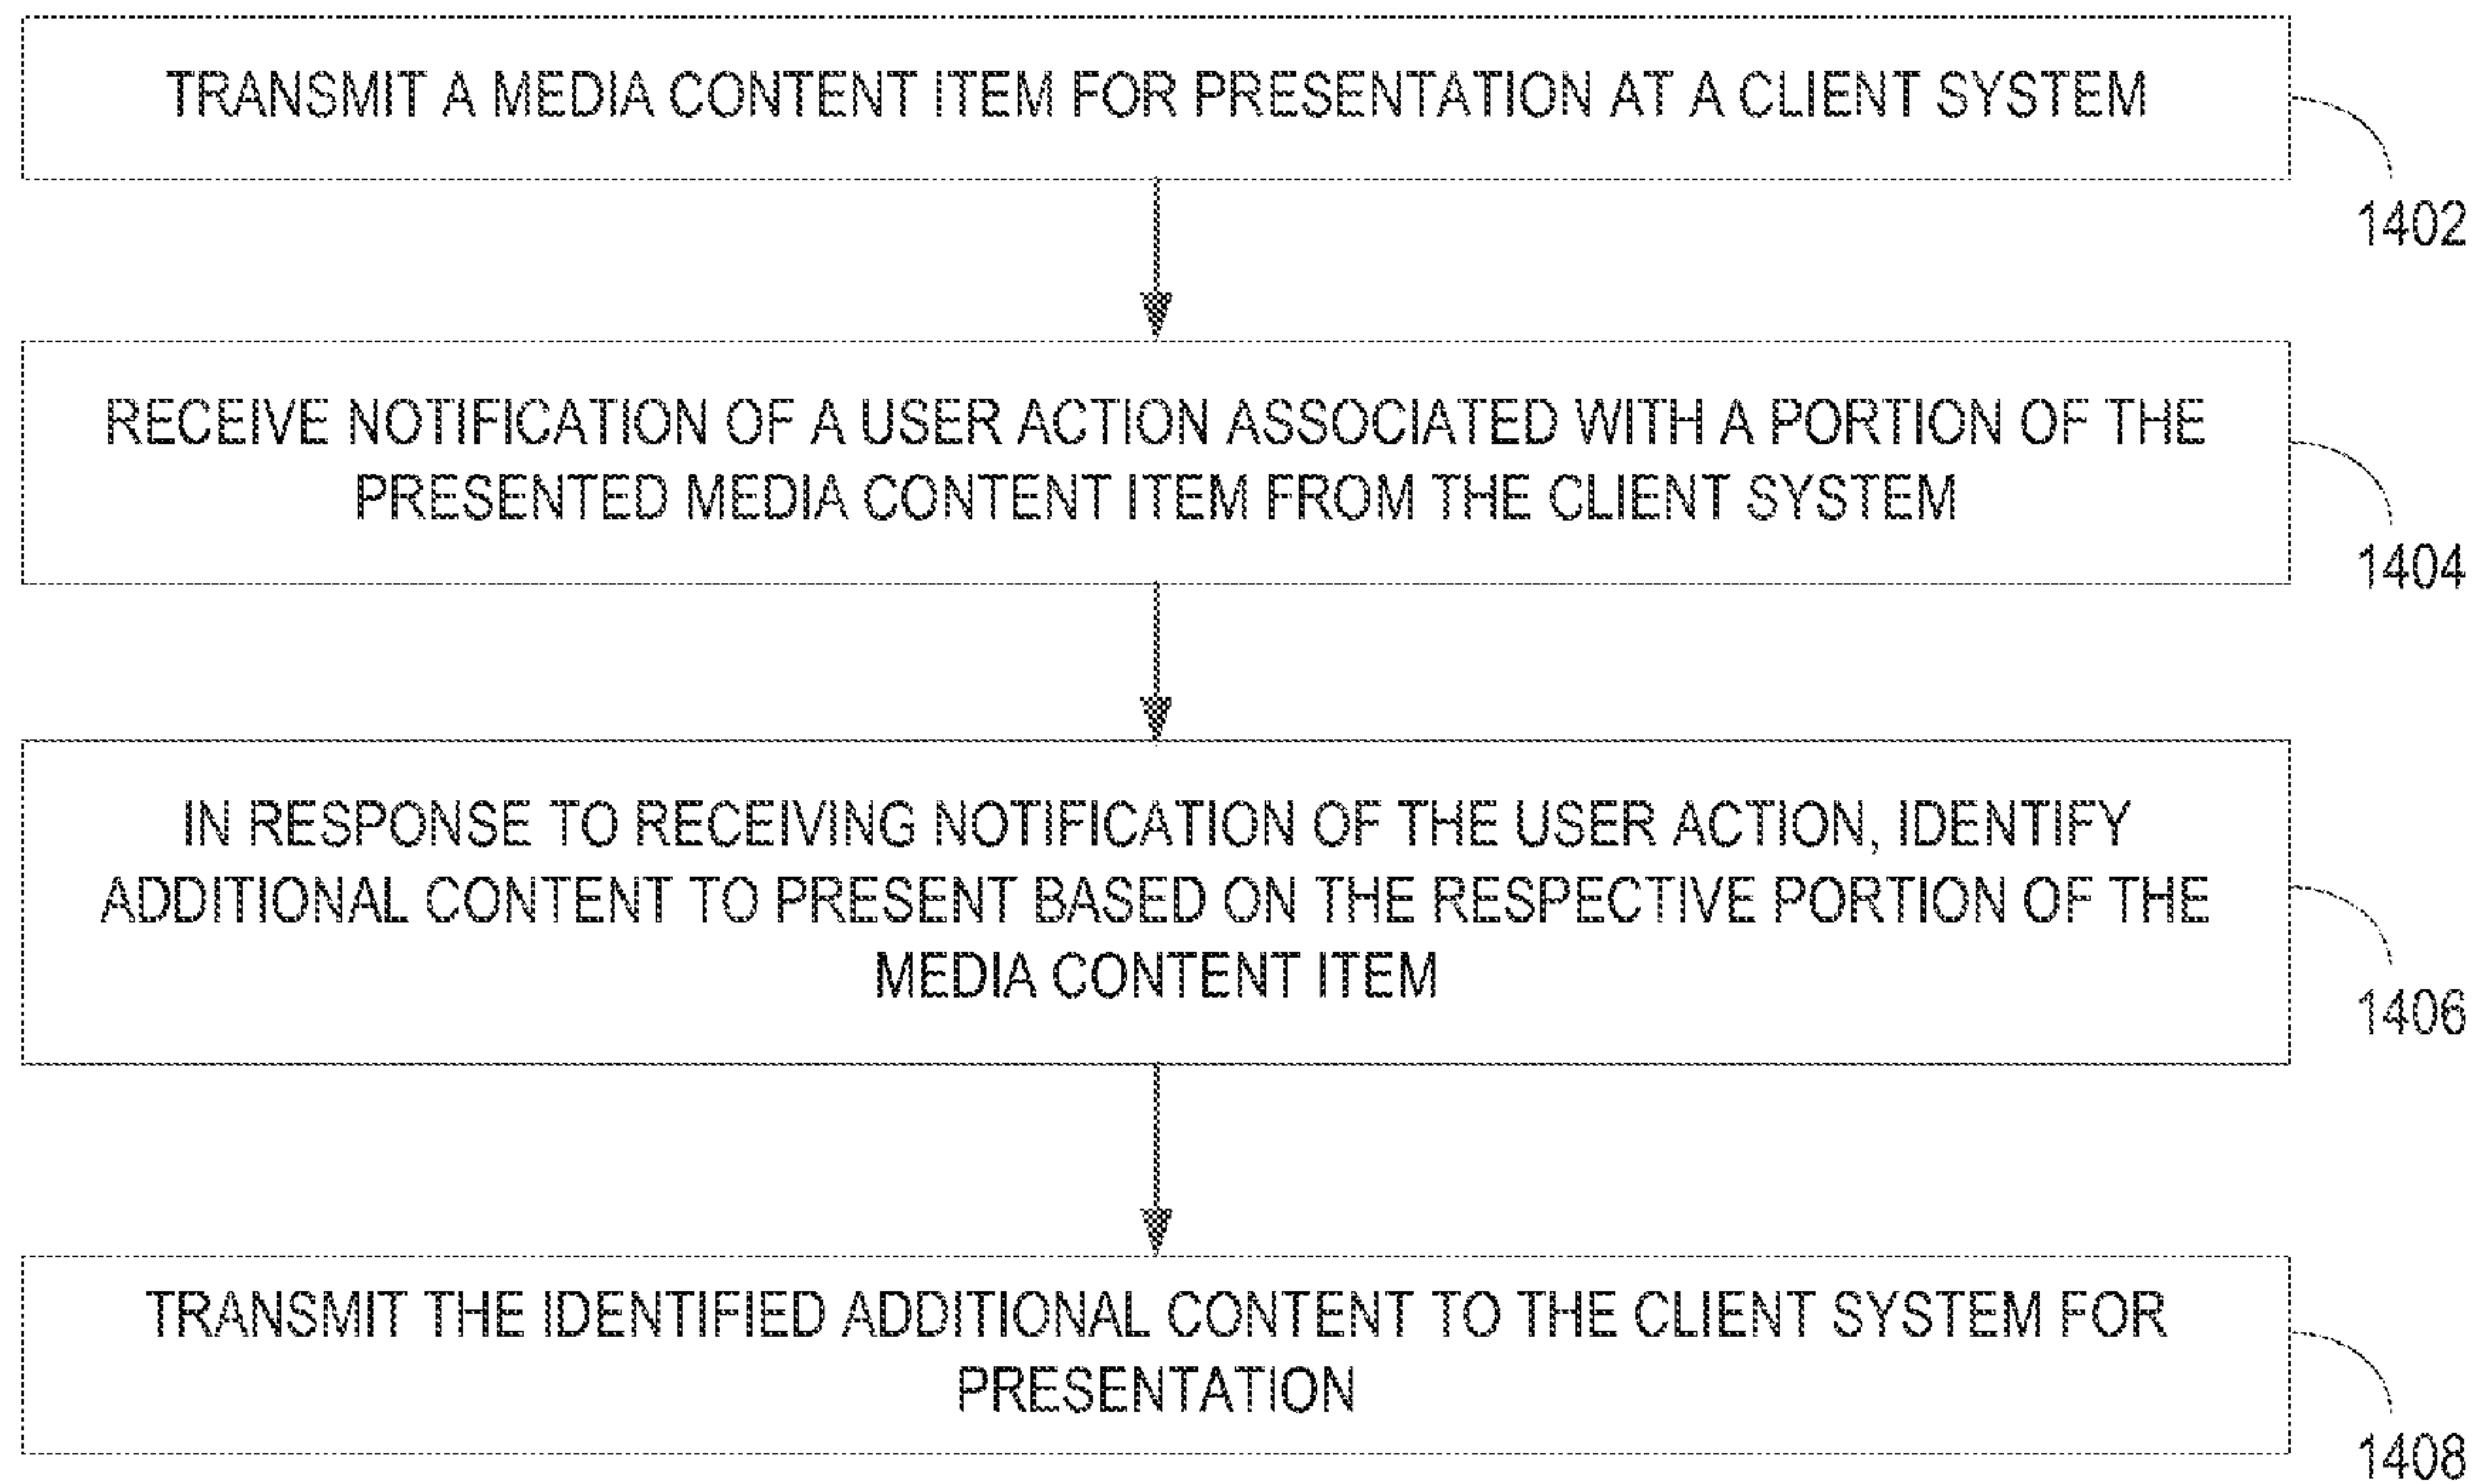 TRANSMIT A MEDIA CONTENT ITEM FOR PRESENTATION AT A CLIENT SYSTEM
1402
RECEIVE NOTIFICATION OF A USER ACTION ASSOCIATED WITH A PORTION OF THE
PRESENTED MEDIA CONTENT ITEM FROM THE CLIENT SYSTEM
1404
IN RESPONSE TO RECEIVING NOTIFICATION OF THE USER ACTION, IDENTIFY
ADDITIONAL CONTENT TO PRESENT BASED ON THE RESPECTIVE PORTION OF THE
MEDIA CONTENT ITEM
1406
TRANSMIT THE IDENTIFIED ADDITIONAL CONTENT TO THE CLIENT SYSTEM FOR
PRESENTATION
1408